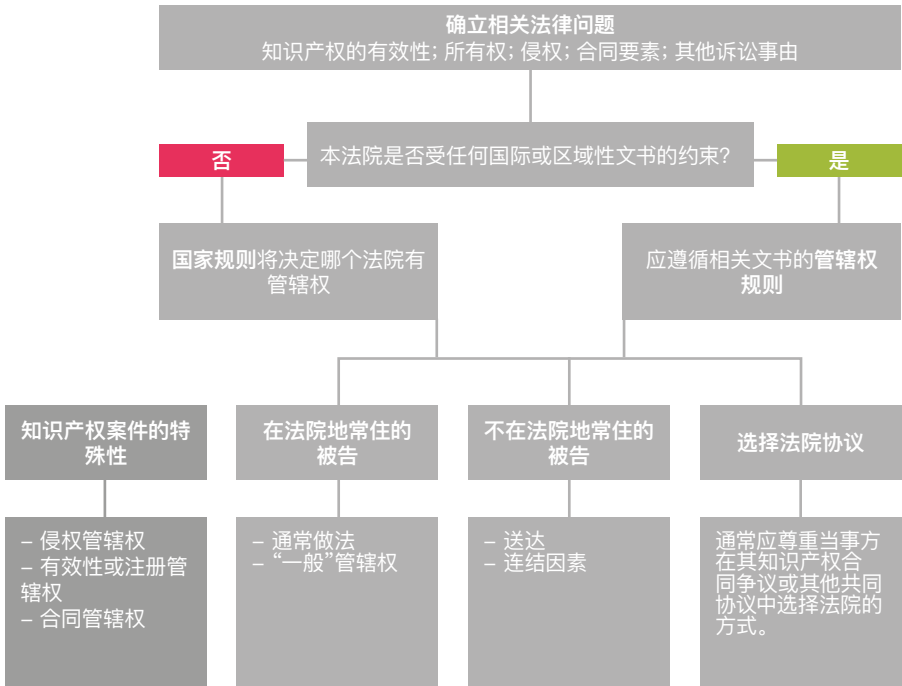 确立相关法律问题
知识产权的有效性；所有权；侵权；合同要素；其他诉讼事由
否
本法院是否受任何国际或区域性文书的约束？
是
国家规则将决定哪个法院有
管辖权
应遵循相关文书的管辖权
规则
知识产权案件的特
殊性
在法院地常住的
被告
不在法院地常住的
被告
选择法院协议
– 侵权管辖权
– 有效性或注册管
辖权
– 合同管辖权
– 通常做法
– “一般”管辖权
– 送达
– 连结因素
通常应尊重当事方
在其知识产权合
同争议或其他共同
协议中选择法院的
方式。